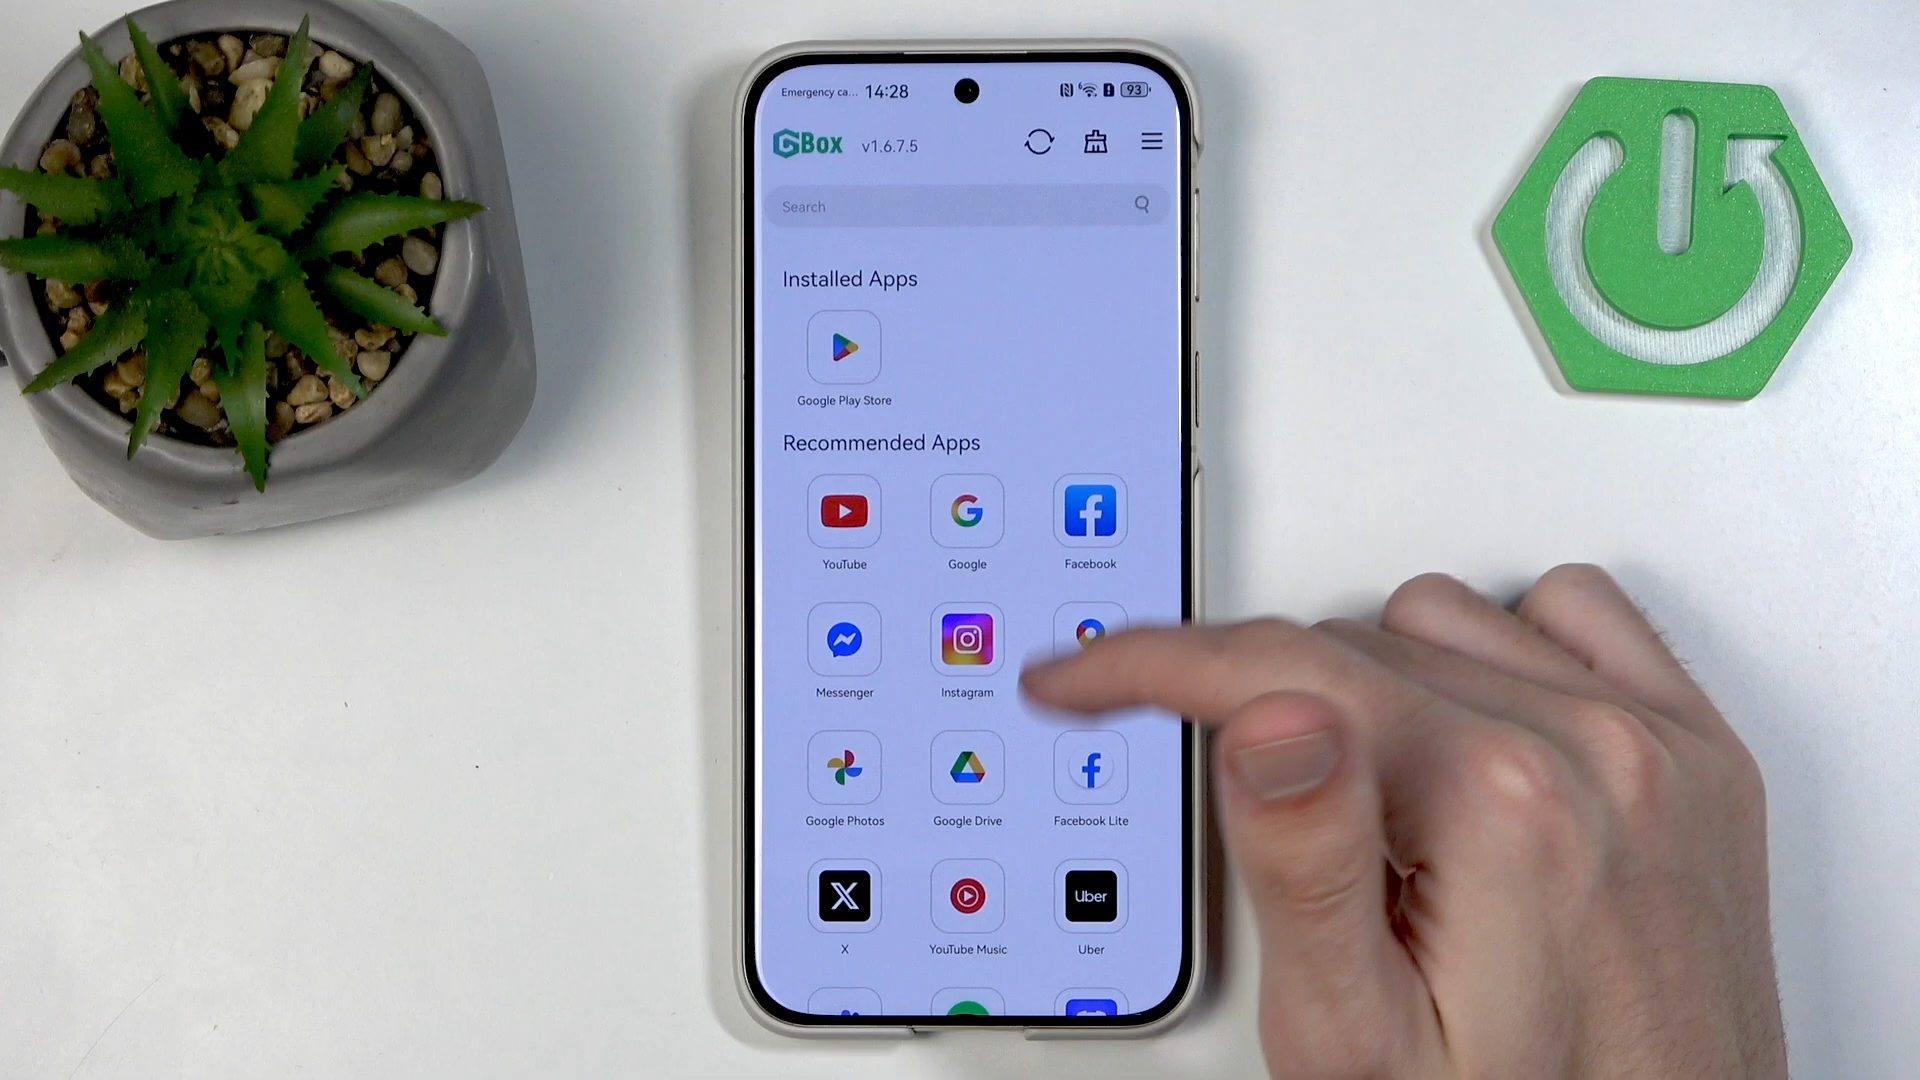 Emergency ca... 14:28 93
GBox v1.6.7.5
Search
Installed Apps
Google Play Store
Recommended Apps
YouTube Google Facebook
Messenger Instagram
Google Photos Google Drive Facebook Lite
Uber
X YouTube Music Uber